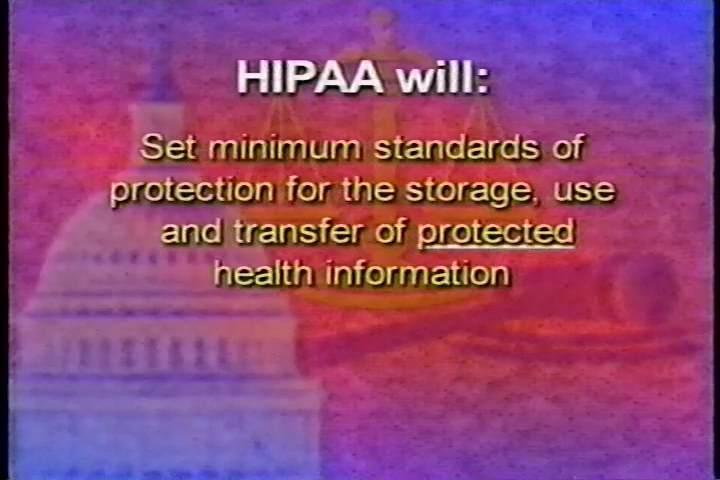 HIPAA will:
Set minimum standards of
protection for the storage, use
and transfer of protected
health information